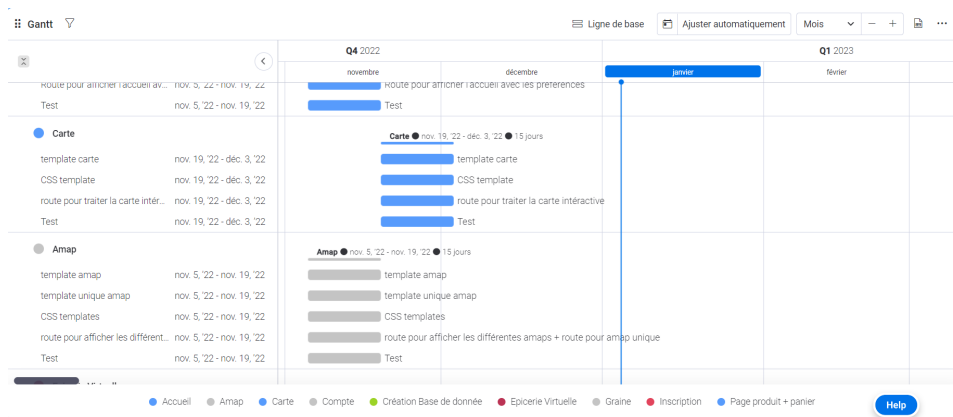 Gantt
Ligne de base
Ajuster automatiquement
Mois
Q4 2022
Q1 2023
novembre
décembre
janvier
février
Route pour afficher l'accueil av... nov. 5, '22 - nov. 19, '22 Route pour afficher l'accueil avec les préférences
Test nov. 5, '22 - nov. 19, '22 Test
Carte Carte ● nov. 19, '22 - déc. 3, '22 ● 15 jours
template carte nov. 19, '22 - déc. 3, '22 template carte
CSS template nov. 19, '22 - déc. 3, '22 CSS template
route pour traiter la carte intér... nov. 19, '22 - déc. 3, '22 route pour traiter la carte intéractive
Test nov. 19, '22 - déc. 3, '22 Test
Amap Amap ● nov. 5, '22 - nov. 19, '22 ● 15 jours
template amap nov. 5, '22 - nov. 19, '22 template amap
template unique amap nov. 5, '22 - nov. 19, '22 template unique amap
CSS templates nov. 5, '22 - nov. 19, '22 CSS templates
route pour afficher les différent... nov. 5, '22 - nov. 19, '22 route pour afficher les différentes amaps + route pour amap unique
Test nov. 5, '22 - nov. 19, '22 Test
Accueil Amap Carte Compte Création Base de donnée Epicerie Virtuelle Graine Inscription Page produit + panier
Help